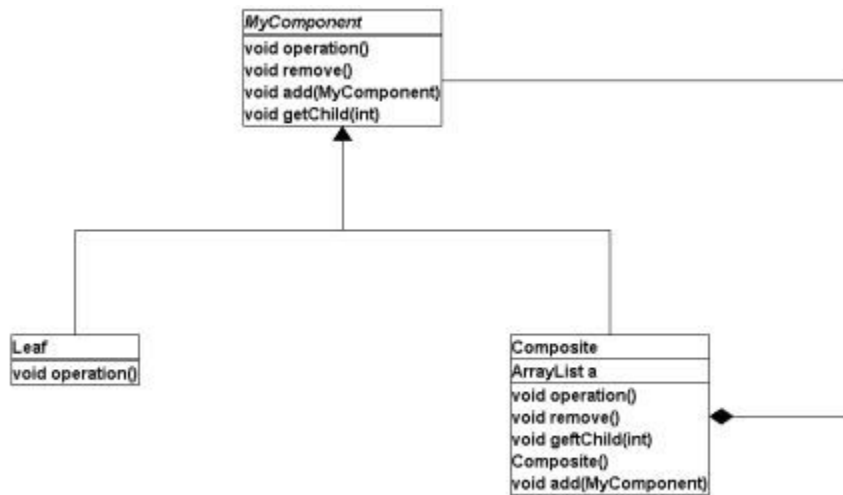 MyComponent
void operation()
void remove()
void add(MyComponent)
void getChild(int)
Leaf
void operation()
Composite
ArrayList a
void operation()
void remove()
void geftChild(int)
Composite()
void add(MyComponent)